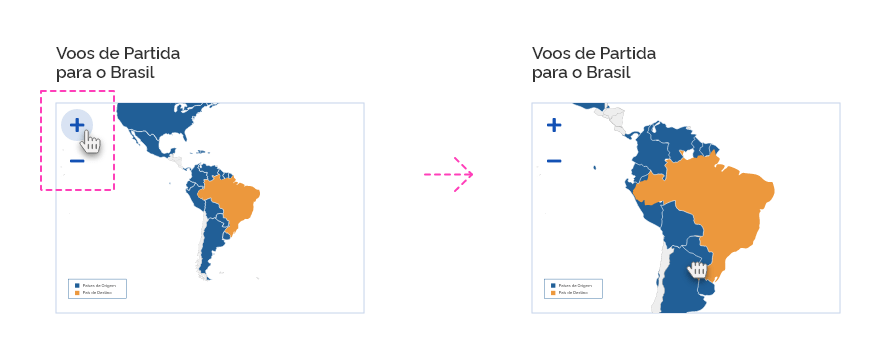 Voos de Partida
para o Brasil
+
−
Países de Origem
País de Destino
Voos de Partida
para o Brasil
+
−
Países de Origem
País de Destino